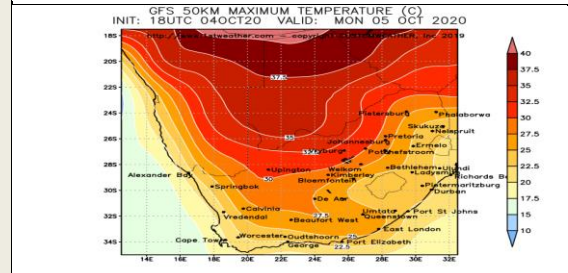 GFS 50KM MAXIMUM TEMPERATURE (C)
INIT: 18UTC 04OCT20 VALID: MON 05 OCT 2020
18S
20S
22S
24S
26S
28S
30S
32S
34S
37.5
35
30
27.5
25
22.5
Pietersburg
Phalaborwa
Skukuza
Nelspruit
Johannesburg
Pretoria
Ermelo
Potchefstroom
Welkom
Bethlehem
Ladysmith
Ulundi
Richards B
Alexander Bay
Upington
Kimberley
Bloemfontein
Pietermaritzburg
Durban
Springbok
De Aar
Calvinia
Vredendal
Beaufort West
Umtata
Queenstown
Port St Johns
East London
Cape Town
Worcester
Oudtshoorn
George
Port Elizabeth
14E 16E 18E 20E 22E 24E 26E 28E 30E 32E
40
37.5
35
32.5
30
27.5
25
22.5
20
17.5
15
10